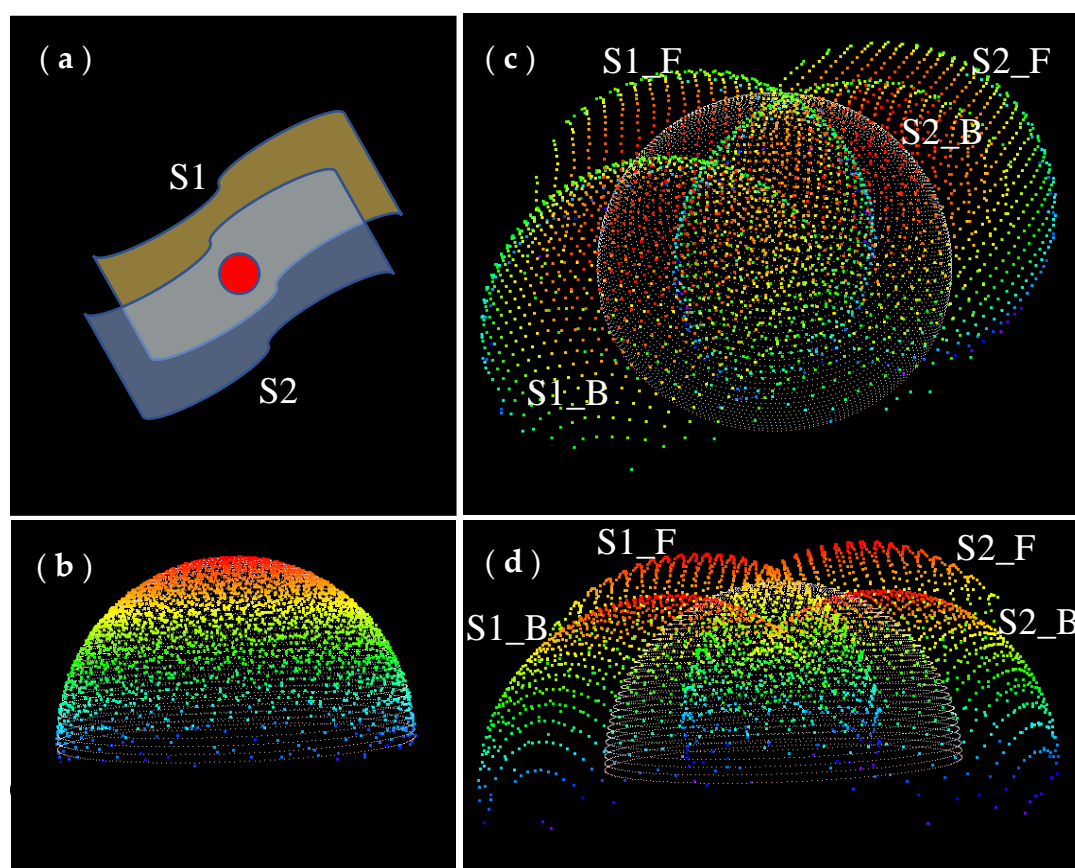 ( a )
S1
S2
( b )
( c )
S1_F
S2_F
S2_B
S1_B
( d )
S1_F
S2_F
S1_B
S2_B